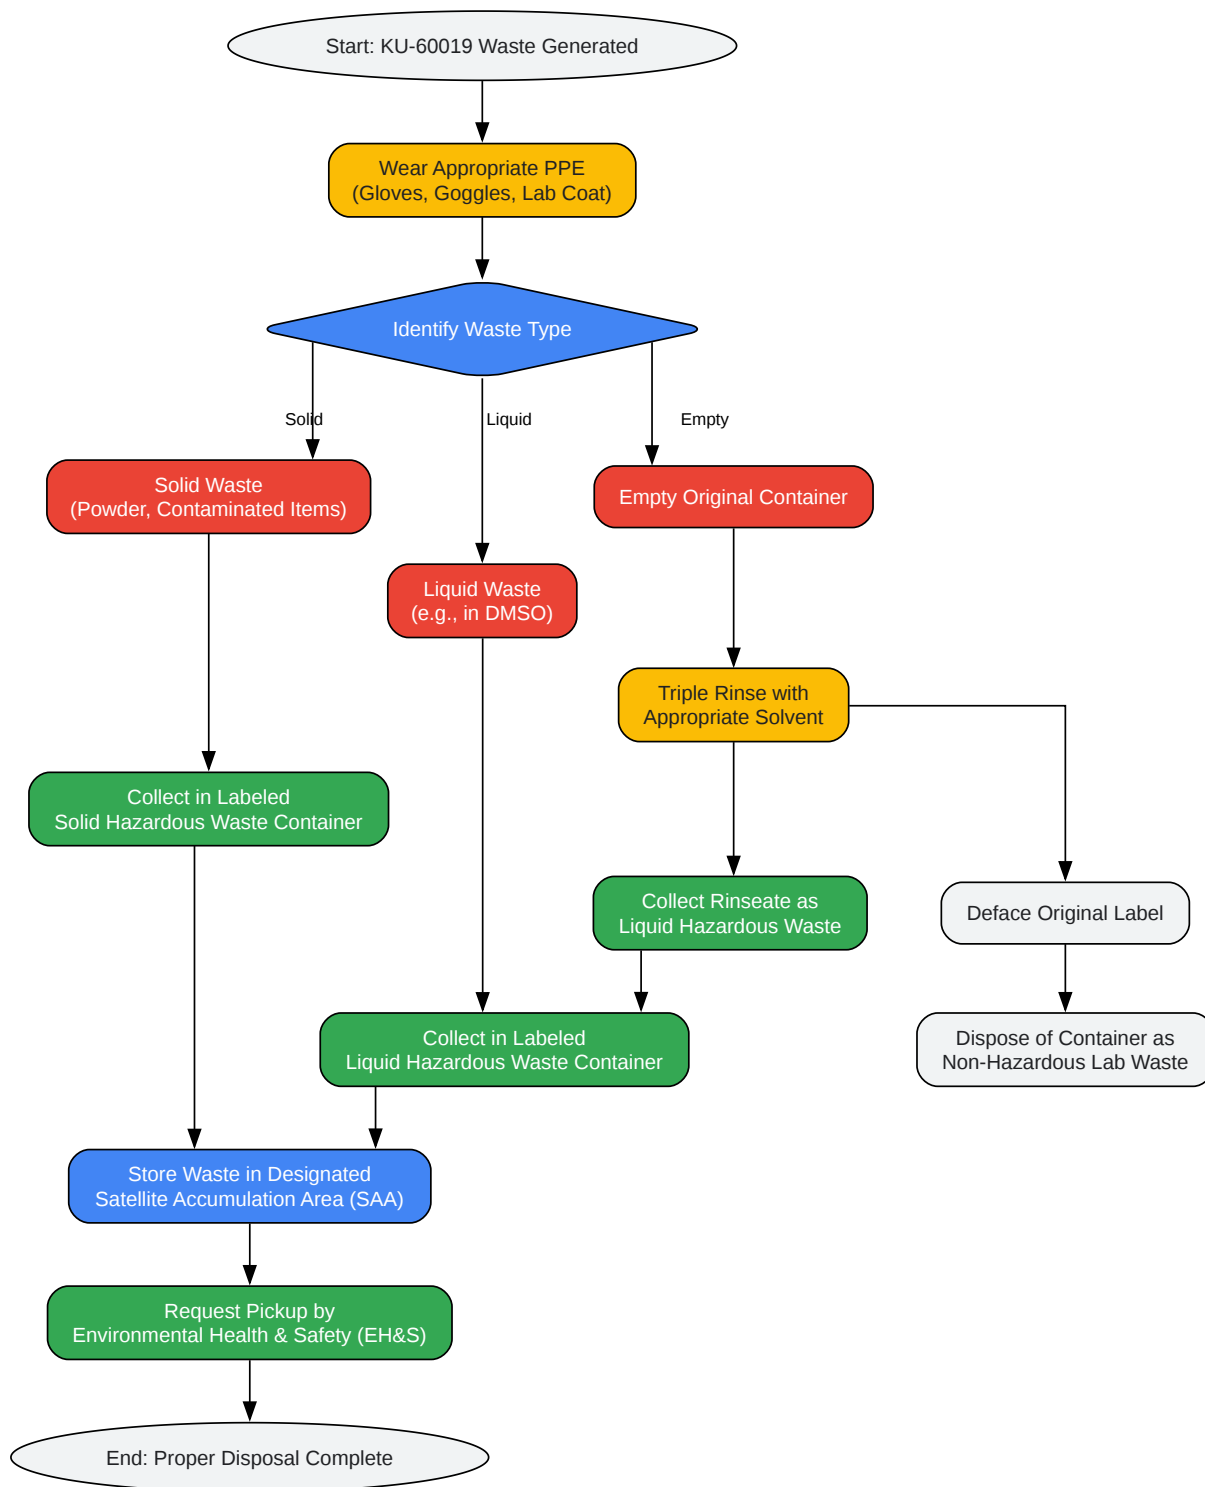 Start: KU-60019 Waste Generated
Wear Appropriate PPE
(Gloves, Goggles, Lab Coat)
Identify Waste Type
Solid
Liquid
Empty
Solid Waste
(Powder, Contaminated Items)
Empty Original Container
Liquid Waste
(e.g., in DMSO)
Triple Rinse with
Appropriate Solvent
Collect in Labeled
Solid Hazardous Waste Container
Collect Rinseate as
Liquid Hazardous Waste
Deface Original Label
Collect in Labeled
Liquid Hazardous Waste Container
Dispose of Container as
Non-Hazardous Lab Waste
Store Waste in Designated
Satellite Accumulation Area (SAA)
Request Pickup by
Environmental Health & Safety (EH&S)
End: Proper Disposal Complete